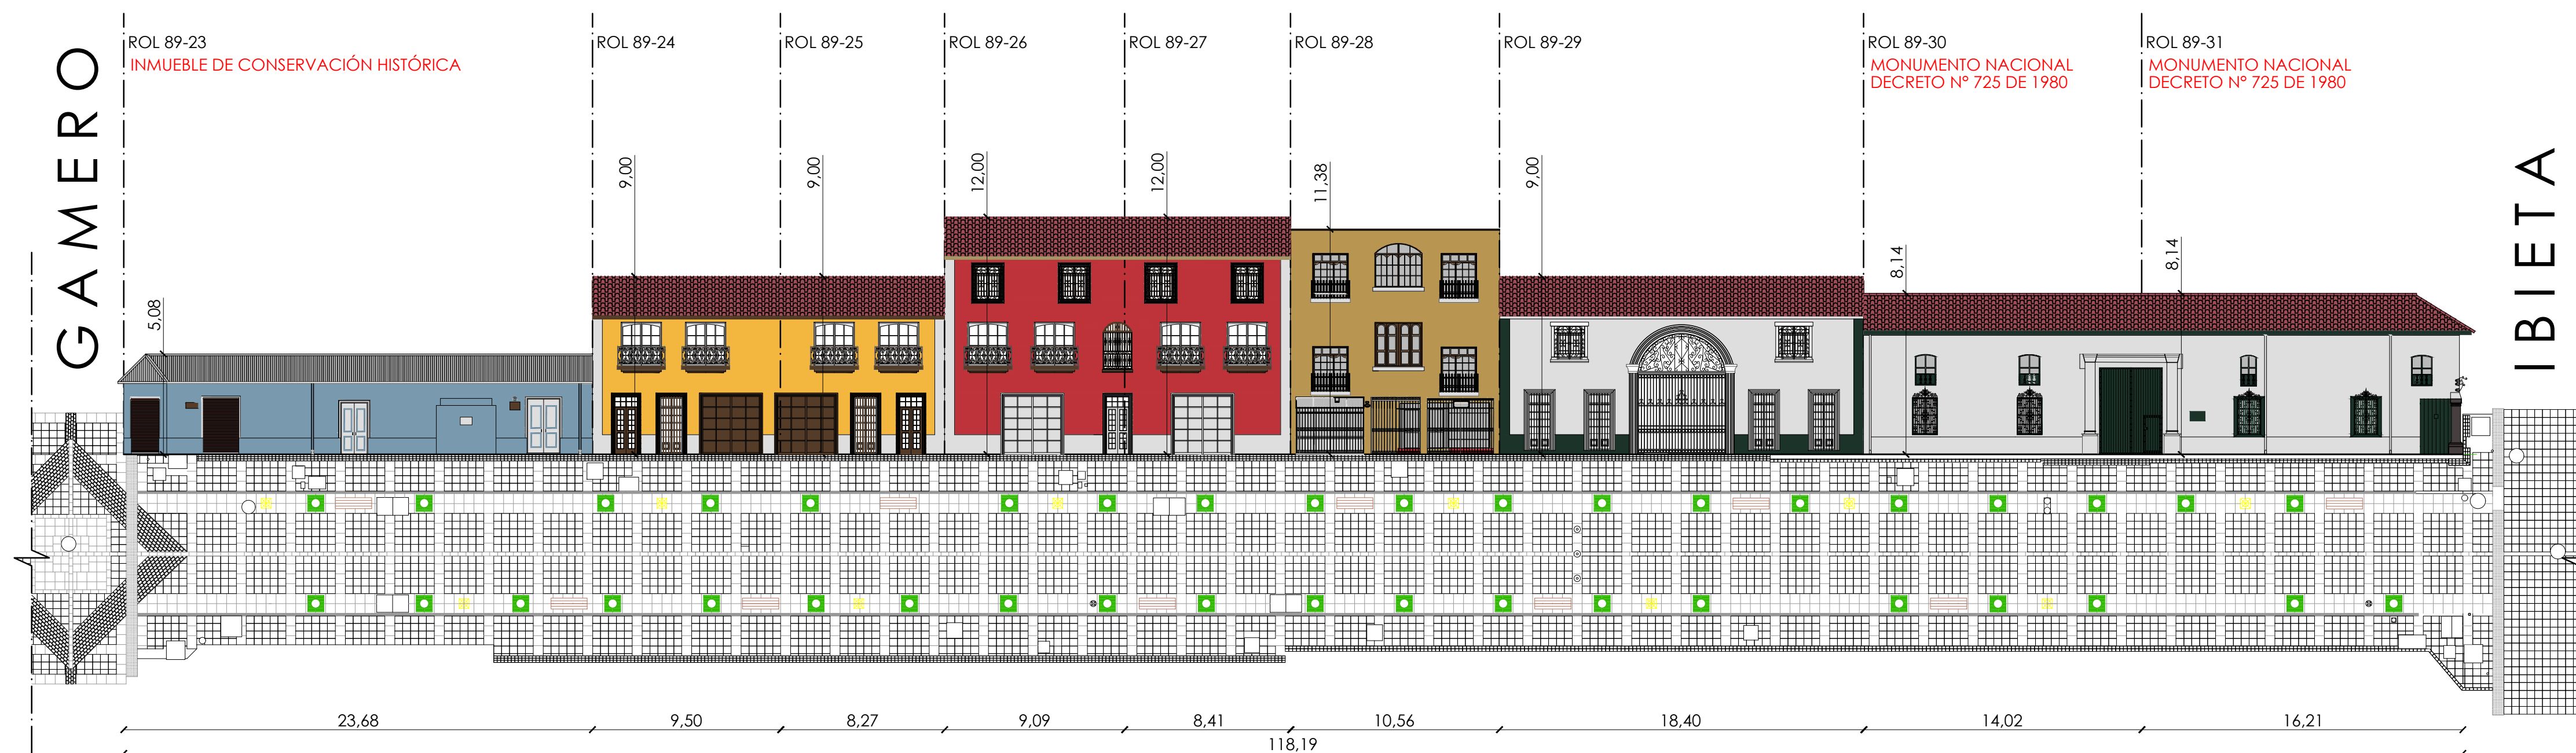 GAMERO
ROL 89-23
INMUEBLE DE CONSERVACIÓN HISTÓRICA
ROL 89-24
ROL 89-25
ROL 89-26
ROL 89-27
ROL 89-28
ROL 89-29
ROL 89-30
MONUMENTO NACIONAL
DECRETO Nº 725 DE 1980
ROL 89-31
MONUMENTO NACIONAL
DECRETO Nº 725 DE 1980
IBIETA
5,08
9,00
9,00
12,00
12,00
11,38
9,00
8,14
8,14
23,68
9,50
8,27
9,09
8,41
10,56
18,40
14,02
16,21
118,19